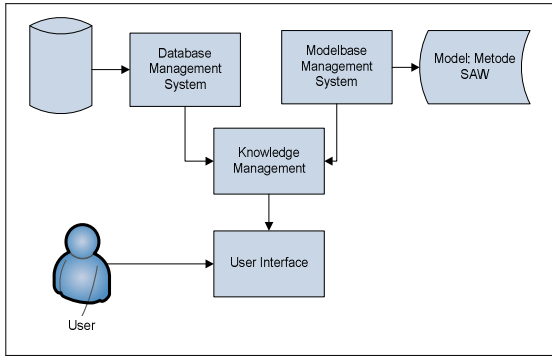 Database
Management
System
Modelbase
Management
System
Model: Metode
SAW
Knowledge
Management
User Interface
User